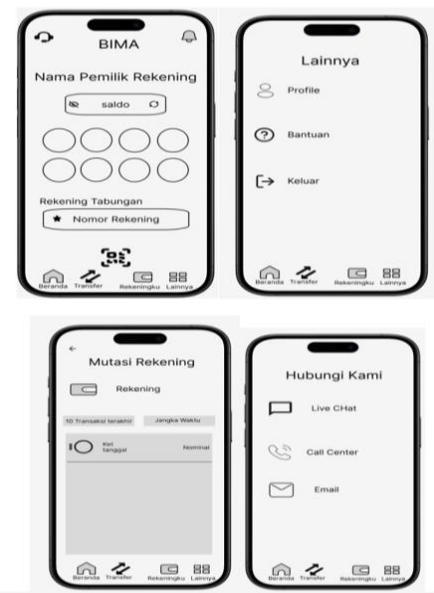 BIMA
Nama Pemilik Rekening
saldo
Rekening Tabungan
Nomor Rekening
Beranda Transfer Rekeningku Lainnya
Lainnya
Profile
Bantuan
Keluar
Beranda Transfer Rekeningku Lainnya
Mutasi Rekening
Rekening
10 Transaksi terakhir Jangka Waktu
Ket
tanggal Nominal
Beranda Transfer Rekeningku Lainnya
Hubungi Kami
Live CHat
Call Center
Email
Beranda Transfer Rekeningku Lainnya